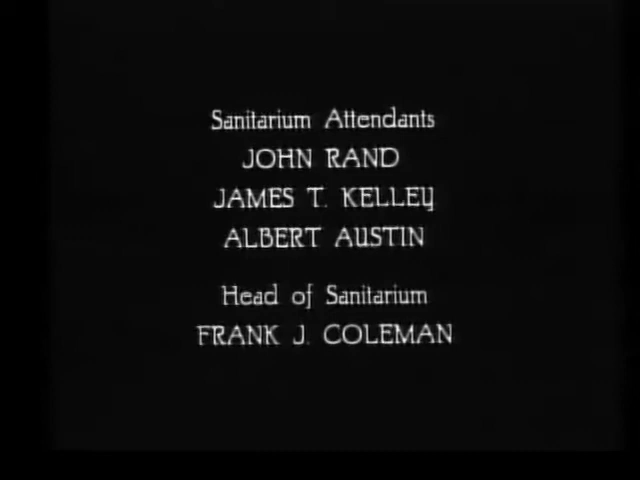 Sanitarium Attendants
JOHN RAND
JAMES T. KELLEY
ALBERT AUSTIN
Head of Sanitarium
FRANK J. COLEMAN